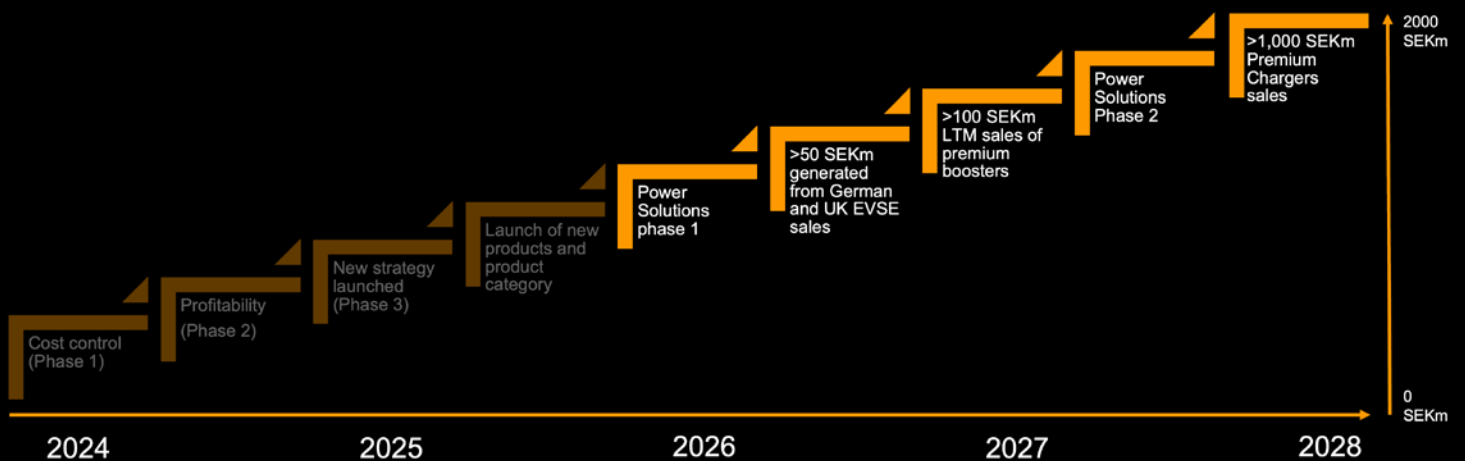 Cost control
(Phase 1)
Profitability
(Phase 2)
New strategy
launched
(Phase 3)
Launch of new
products and
product
category
Power
Solutions
phase 1
>50 SEKm
generated
from German
and UK EVSE
sales
>100 SEKm
LTM sales of
premium
boosters
Power
Solutions
Phase 2
>1,000 SEKm
Premium
Chargers
sales
2000
SEKm
0
SEKm
2024
2025
2026
2027
2028